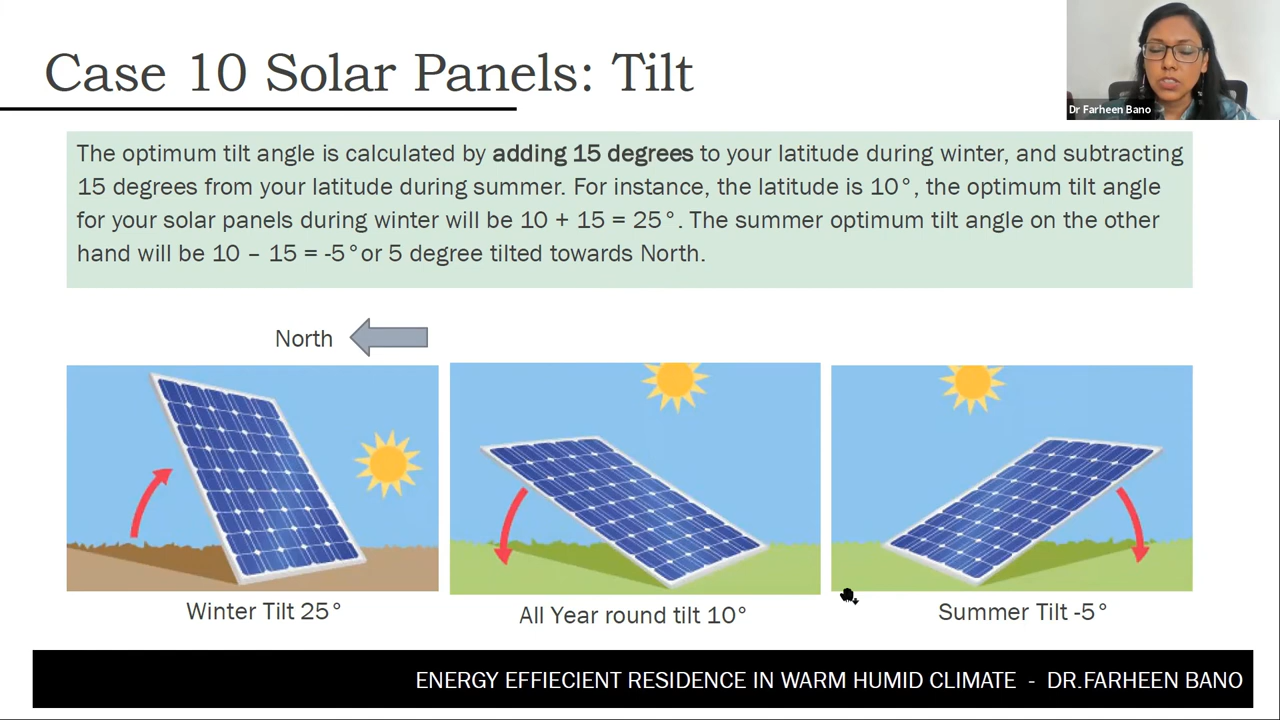 Case 10 Solar Panels: Tilt
Dr Farheen Bano
The optimum tilt angle is calculated by adding 15 degrees to your latitude during winter, and subtracting
15 degrees from your latitude during summer. For instance, the latitude is 10°, the optimum tilt angle
for your solar panels during winter will be 10 + 15 = 25°. The summer optimum tilt angle on the other
hand will be 10 – 15 = -5°or 5 degree tilted towards North.
North
Winter Tilt 25°
All Year round tilt 10°
Summer Tilt -5°
ENERGY EFFIECIENT RESIDENCE IN WARM HUMID CLIMATE - DR.FARHEEN BANO